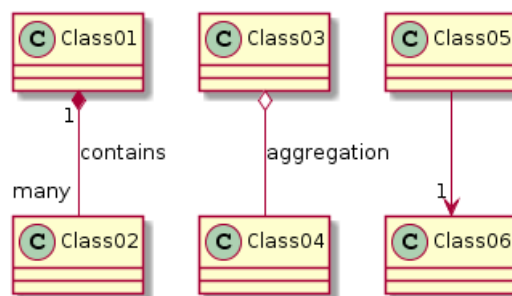 C Class01
C Class03
C Class05
1
contains
aggregation
many
1
C Class02
C Class04
C Class06